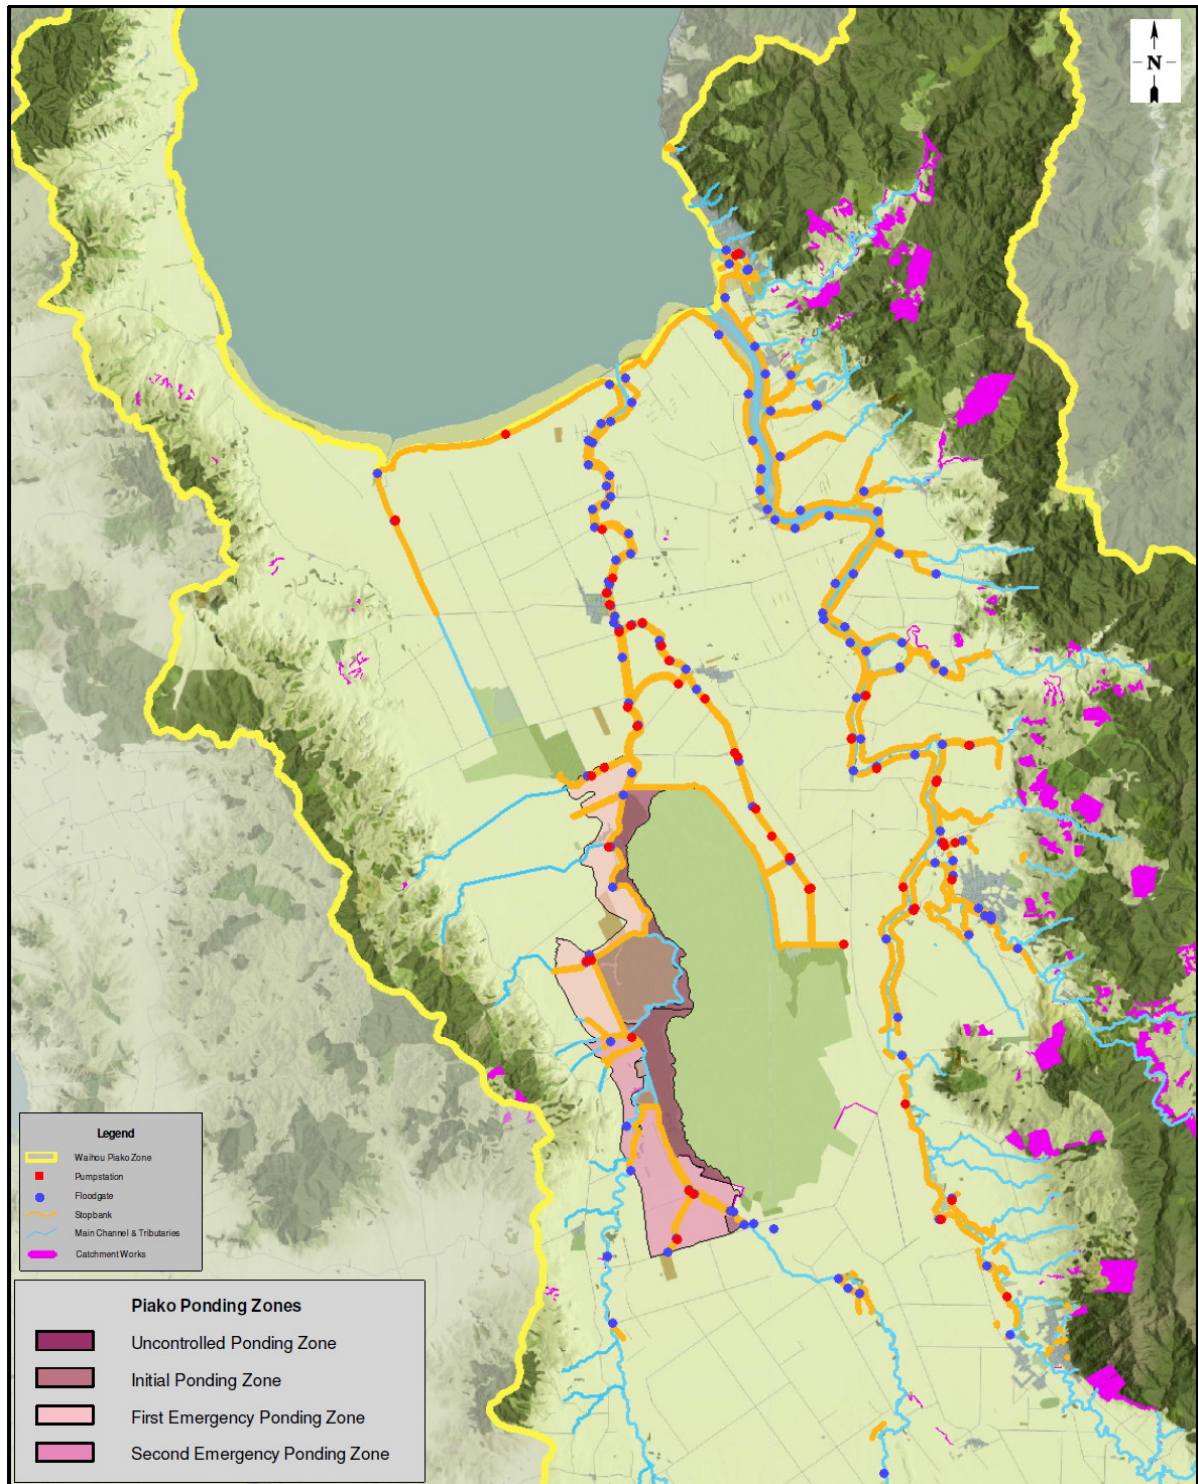 N
Legend
Waihou Piako Zone
Pumpstation
Floodgate
Stopbank
Main Channel & Tributaries
Catchment Works
Piako Ponding Zones
Uncontrolled Ponding Zone
Initial Ponding Zone
First Emergency Ponding Zone
Second Emergency Ponding Zone